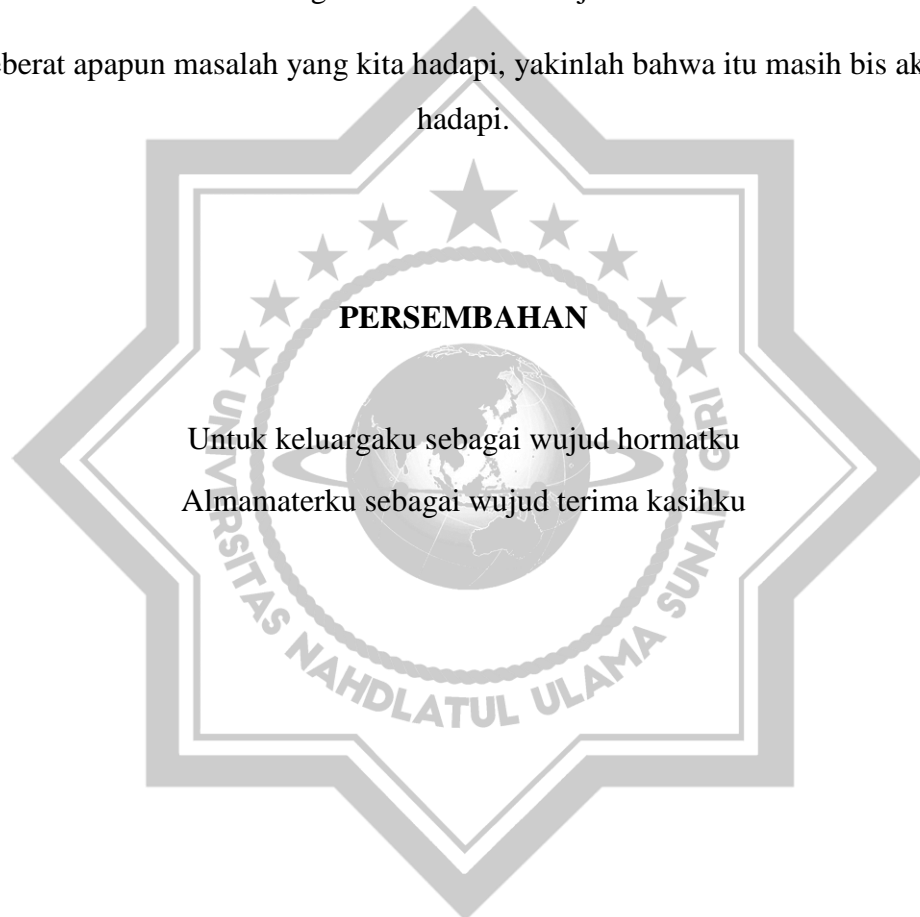 berat apapun masalah yang kita hadapi, yakinlah bahwa itu masih bis ak
hadapi.
PERSEMBAHAN
Untuk keluargaku sebagai wujud hormatku
Almamaterku sebagai wujud terima kasihku
UNIVERSITAS NAHDLATUL ULAMA SUNAN GIRI